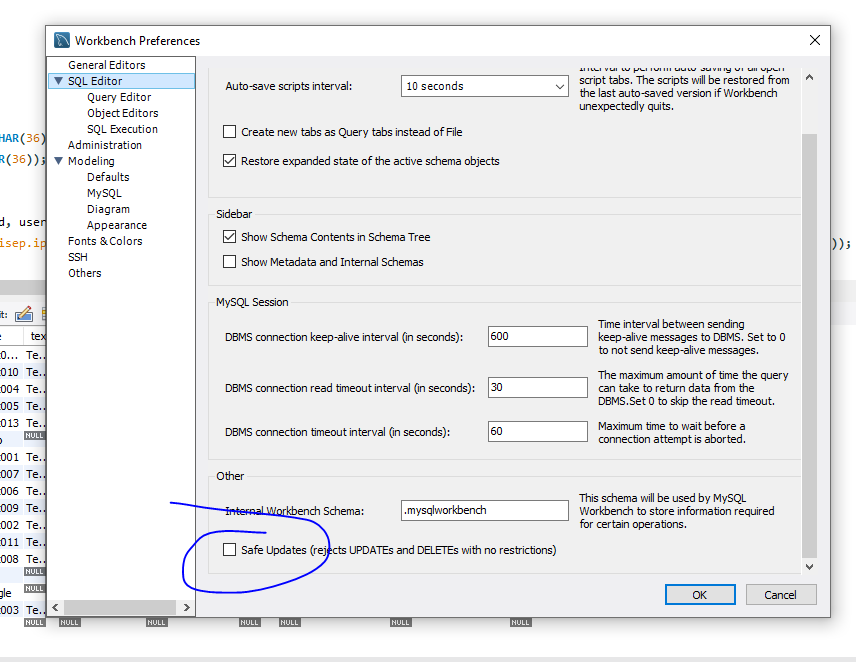 Workbench Preferences
General Editors
SQL Editor
Query Editor
Object Editors
SQL Execution
Administration
Modeling
Defaults
MySQL
Diagram
Appearance
Fonts & Colors
SSH
Others
Interval to perform auto-saving of all open
script tabs. The scripts will be restored from
the last auto-saved version if Workbench
unexpectedly quits.
Auto-save scripts interval:
10 seconds
Create new tabs as Query tabs instead of File
Restore expanded state of the active schema objects
Sidebar
Show Schema Contents in Schema Tree
Show Metadata and Internal Schemas
MySQL Session
DBMS connection keep-alive interval (in seconds):
600
Time interval between sending
keep-alive messages to DBMS. Set to 0
to not send keep-alive messages.
DBMS connection read timeout interval (in seconds):
30
The maximum amount of time the query
can take to return data from the
DBMS.Set 0 to skip the read timeout.
DBMS connection timeout interval (in seconds):
60
Maximum time to wait before a
connection attempt is aborted.
Other
Internal Workbench Schema:
.mysqlworkbench
This schema will be used by MySQL
Workbench to store information required
for certain operations.
Safe Updates (rejects UPDATEs and DELETEs with no restrictions)
OK
Cancel
HAR(36)
R(36));
d, user
isep.ip
));
it:
tex
0... Te..
010 Te..
004 Te..
005 Te..
013 Te..
NULL
001 Te..
007 Te..
006 Te..
009 Te..
002 Te..
011 Te..
008 Te..
NULL
gle NULL
003 Te..
NULL NULL NULL NULL NULL NULL NULL